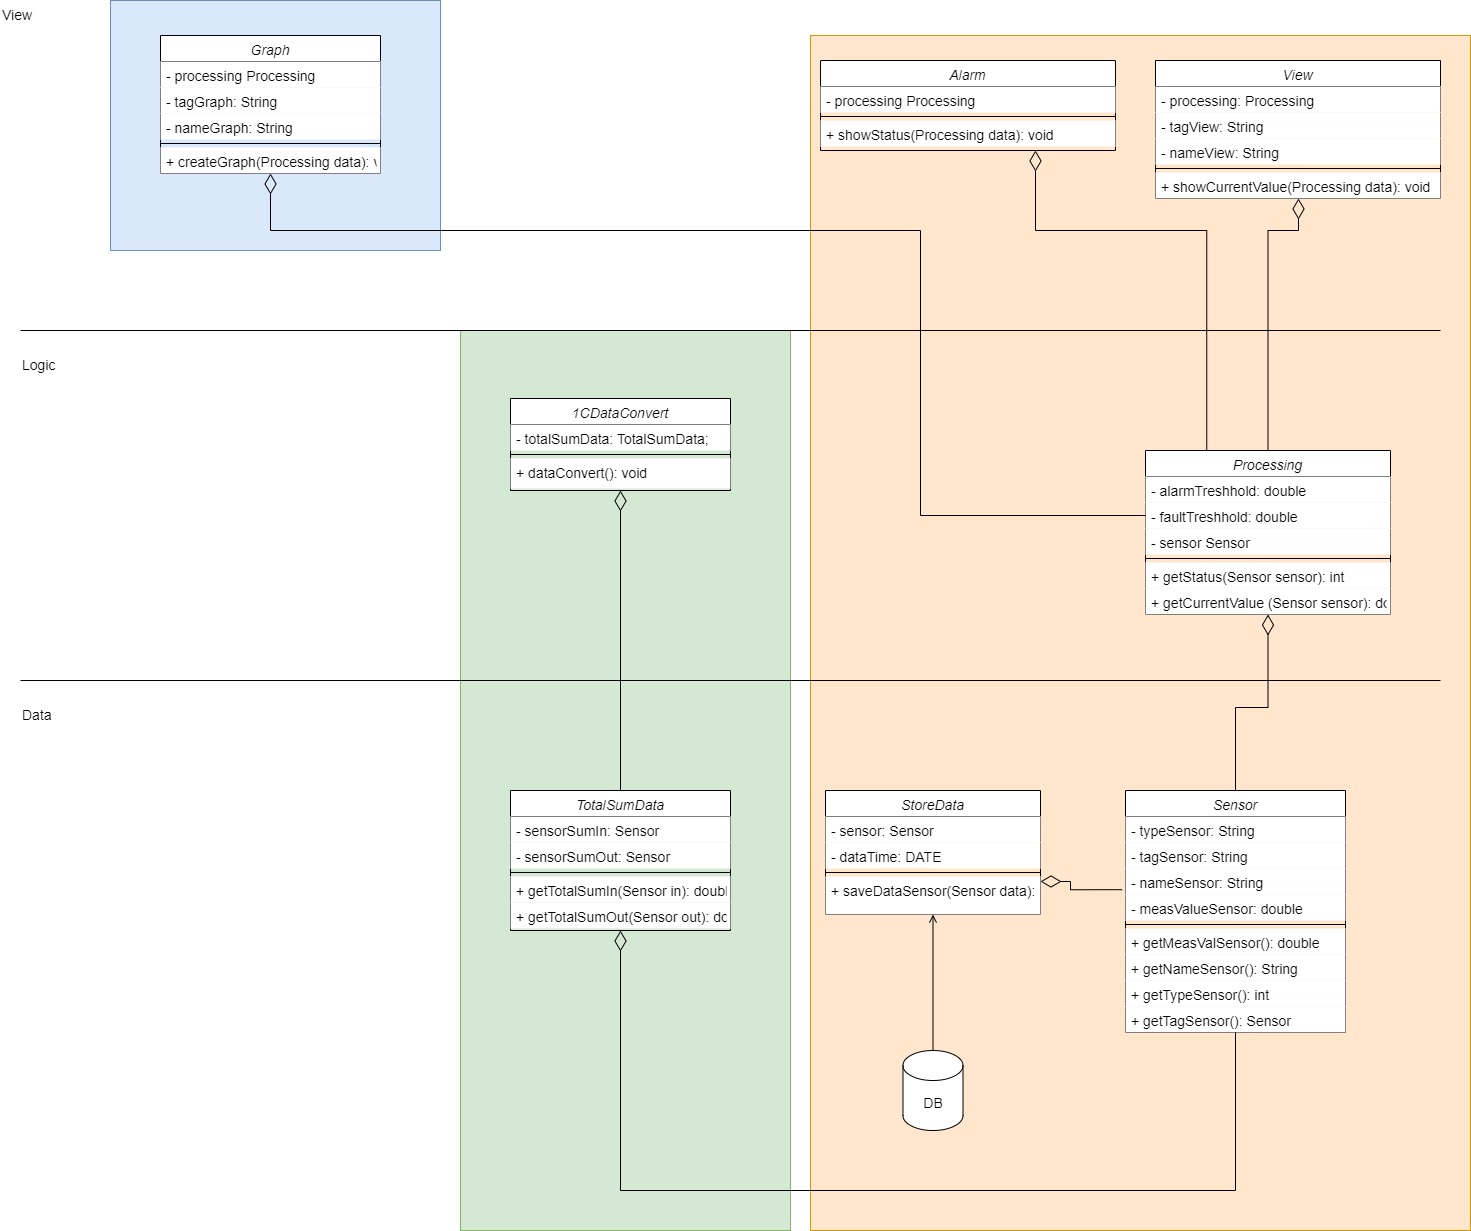 View
Graph
- processing Processing
- tagGraph: String
- nameGraph: String
+ createGraph(Processing data):
Alarm
- processing Processing
+ showStatus(Processing data): void
View
- processing: Processing
- tagView: String
- nameView: String
+ showCurrentValue(Processing data): void
Logic
1CDataConvert
- totalSumData: TotalSumData;
+ dataConvert(): void
Processing
- alarmTreshhold: double
- faultTreshhold: double
- sensor Sensor
+ getStatus(Sensor sensor): int
+ getCurrentValue (Sensor sensor):
Data
TotalSumData
- sensorSumIn: Sensor
- sensorSumOut: Sensor
+ getTotalSumIn(Sensor in): doubl
+ getTotalSumOut(Sensor out): do
StoreData
- sensor: Sensor
- dataTime: DATE
+ saveDataSensor(Sensor data):
DB
Sensor
- typeSensor: String
- tagSensor: String
- nameSensor: String
- measValueSensor: double
+ getMeasValSensor(): double
+ getNameSensor(): String
+ getTypeSensor(): int
+ getTagSensor(): Sensor